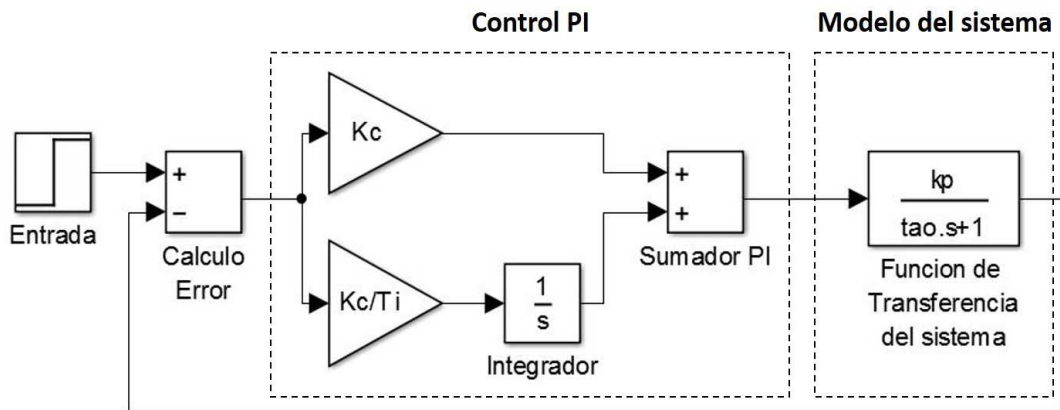 Control PI
Modelo del sistema
Entrada
+
−
Calculo
Error
Kc
Kc/Ti
1
s
Integrador
+
+
Sumador PI
kp
tao.s+1
Funcion de
Transferencia
del sistema